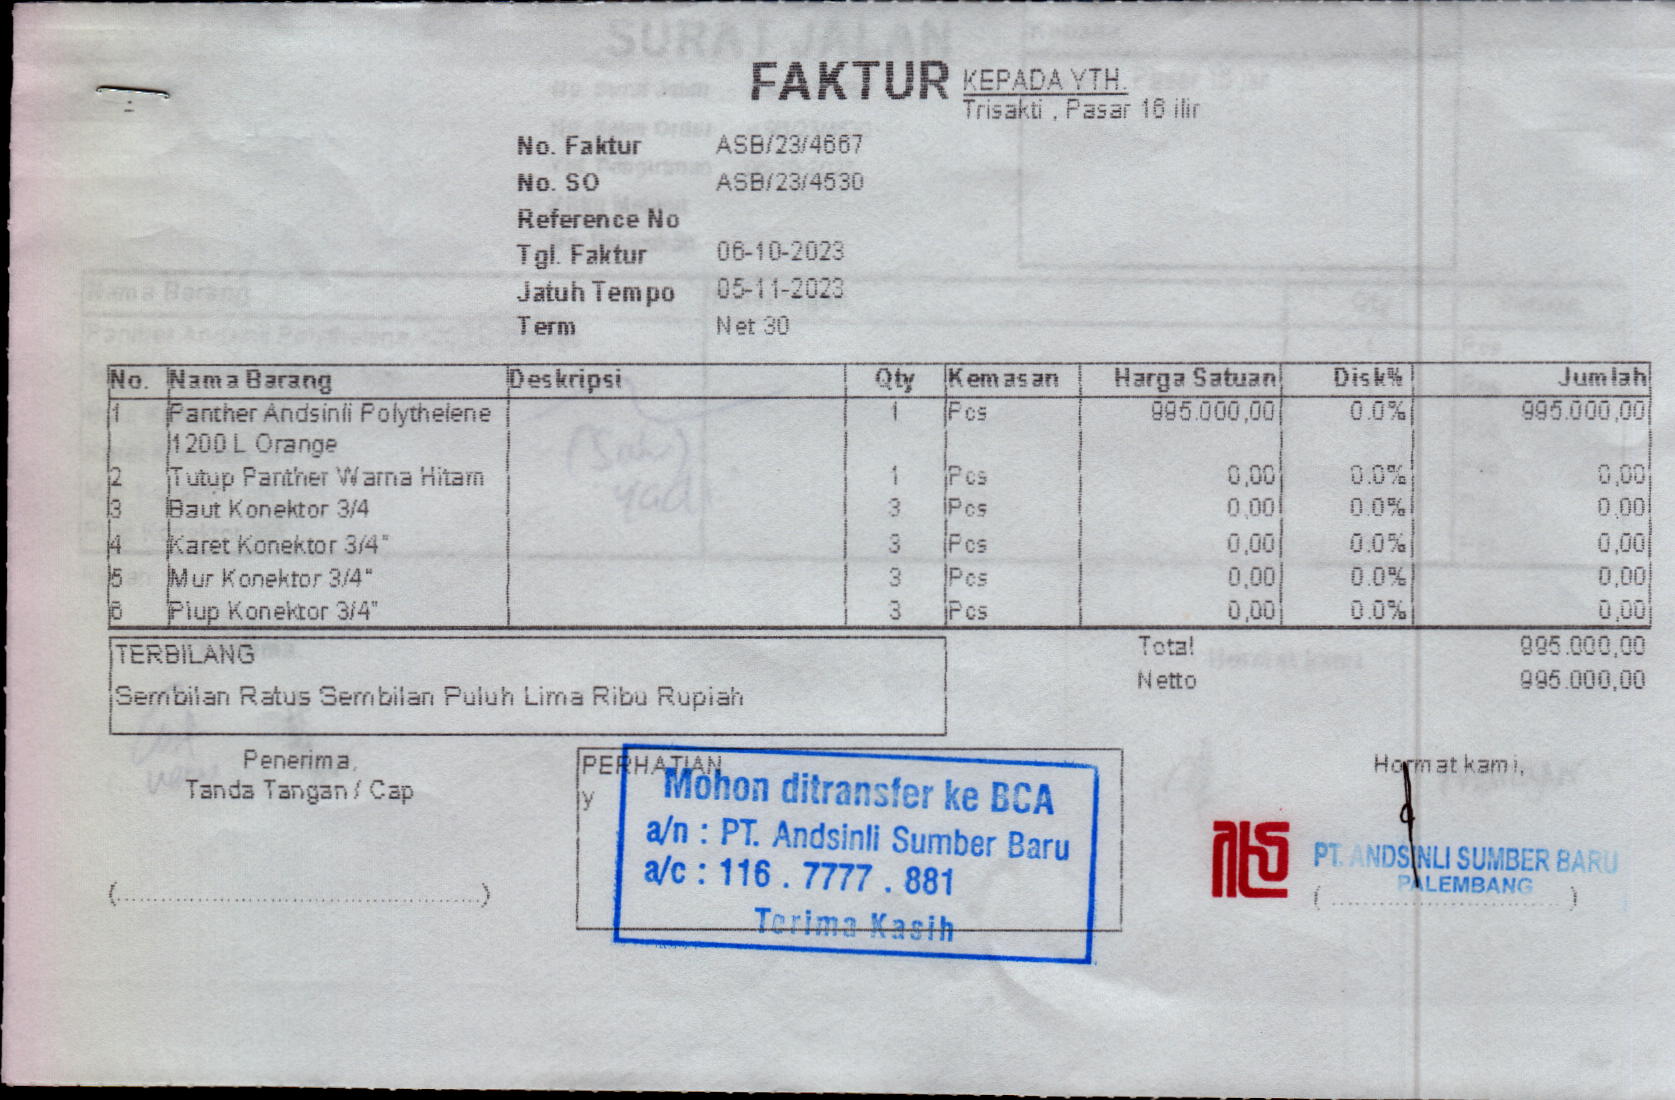 SURAT JALAN
FAKTUR
KEPADA YTH.
Trisakti , Pasar 16 ilir
No. Faktur ASB/23/4667
No. SO ASB/23/4530
Reference No
Tgl. Faktur 06-10-2023
Jatuh Tempo 05-11-2023
Term Net 30
No. Nama Barang Deskripsi Qty Kemasan Harga Satuan Disk% Jumlah
1 Panther Andsinli Polythelene 1 Pcs 995.000,00 0.0% 995.000,00
1200 L Orange
2 Tutup Panther Warna Hitam 1 Pcs 0,00 0.0% 0,00
3 Baut Konektor 3/4 3 Pcs 0,00 0.0% 0,00
4 Karet Konektor 3/4" 3 Pcs 0,00 0.0% 0,00
5 Mur Konektor 3/4" 3 Pcs 0,00 0.0% 0,00
6 Plup Konektor 3/4" 3 Pcs 0,00 0.0% 0,00
TERBILANG
Sembilan Ratus Sembilan Puluh Lima Ribu Rupiah
Total 995.000,00
Netto 995.000,00
Penerima,
Tanda Tangan / Cap
(..........................................................)
PERHATIAN
y
Mohon ditransfer ke BCA
a/n : PT. Andsinli Sumber Baru
a/c : 116 . 7777 . 881
Terima Kasih
Hormat kami,
PT. ANDSINLI SUMBER BARU
PALEMBANG
( ..................................... )